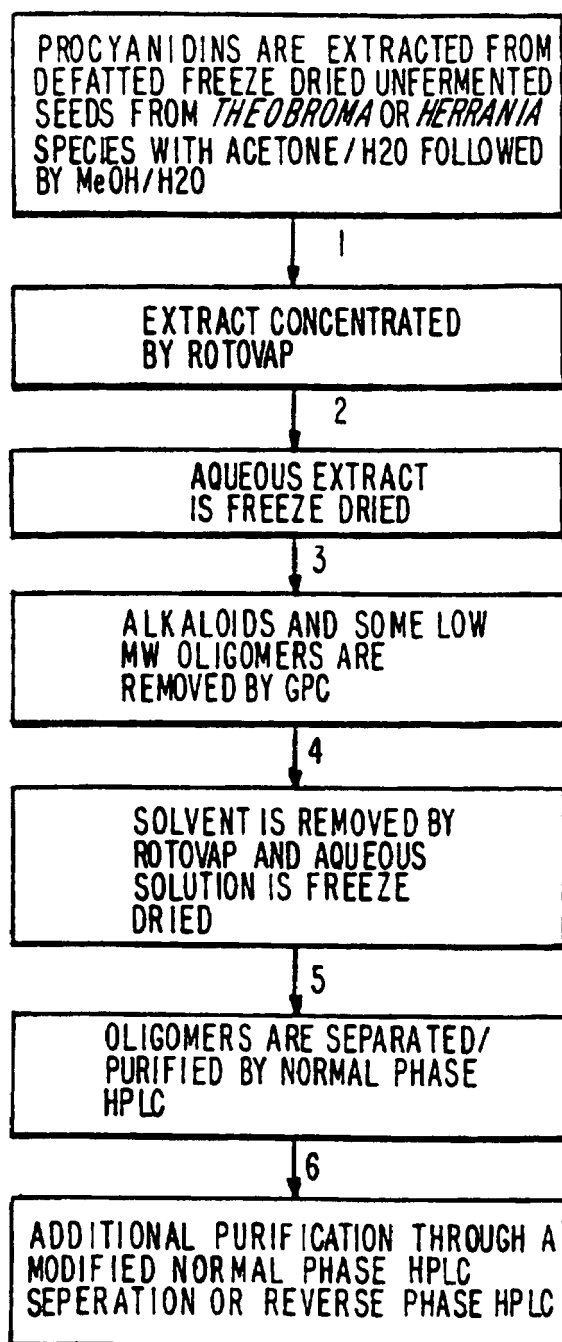 PROCYANIDINS ARE EXTRACTED FROM
DEFATTED FREEZE DRIED UNFERMENTED
SEEDS FROM THEOBROMA OR HERRANIA
SPECIES WITH ACETONE/H2O FOLLOWED
BY MeOH/H2O
1
EXTRACT CONCENTRATED
BY ROTOVAP
2
AQUEOUS EXTRACT
IS FREEZE DRIED
3
ALKALOIDS AND SOME LOW
MW OLIGOMERS ARE
REMOVED BY GPC
4
SOLVENT IS REMOVED BY
ROTOVAP AND AQUEOUS
SOLUTION IS FREEZE
DRIED
5
OLIGOMERS ARE SEPARATED/
PURIFIED BY NORMAL PHASE
HPLC
6
ADDITIONAL PURIFICATION THROUGH A
MODIFIED NORMAL PHASE HPLC
SEPERATION OR REVERSE PHASE HPLC